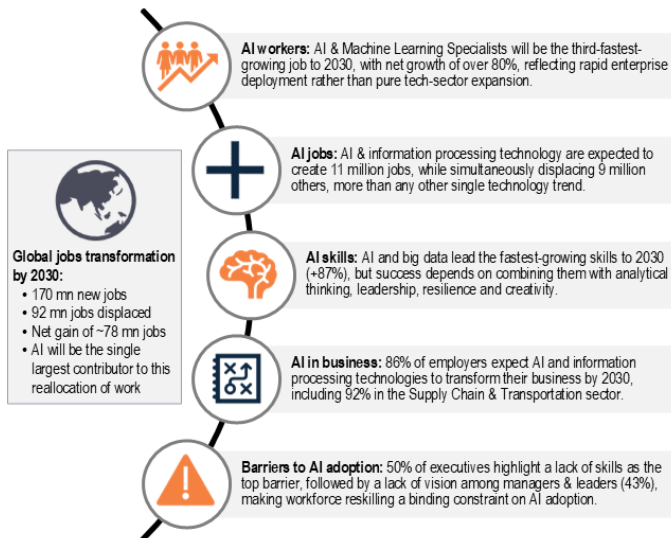 AI workers: AI & Machine Learning Specialists will be the third-fastest-
growing job to 2030, with net growth of over 80%, reflecting rapid enterprise
deployment rather than pure tech-sector expansion.
AI jobs: AI & information processing technology are expected to
create 11 million jobs, while simultaneously displacing 9 million
others, more than any other single technology trend.
Global jobs transformation
by 2030:
• 170 mn new jobs
• 92 mn jobs displaced
• Net gain of ~78 mn jobs
• AI will be the single
largest contributor to this
reallocation of work
AI skills: AI and big data lead the fastest-growing skills to 2030
(+87%), but success depends on combining them with analytical
thinking, leadership, resilience and creativity.
AI in business: 86% of employers expect AI and information
processing technologies to transform their business by 2030,
including 92% in the Supply Chain & Transportation sector.
Barriers to AI adoption: 50% of executives highlight a lack of skills as the
top barrier, followed by a lack of vision among managers & leaders (43%),
making workforce reskilling a binding constraint on AI adoption.